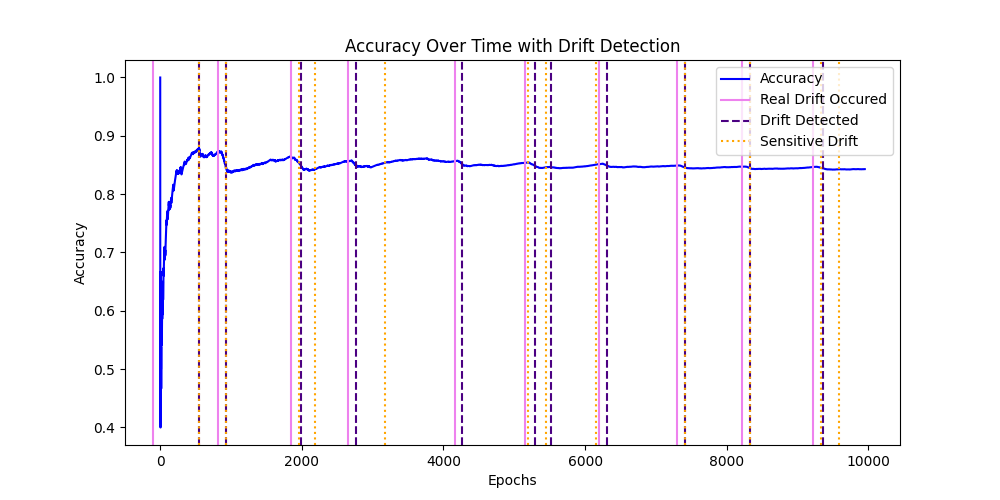 Accuracy Over Time with Drift Detection
Accuracy
1.0
0.9
0.8
0.7
0.6
0.5
0.4
Accuracy
Real Drift Occured
Drift Detected
Sensitive Drift
0
2000
4000
6000
8000
10000
Epochs